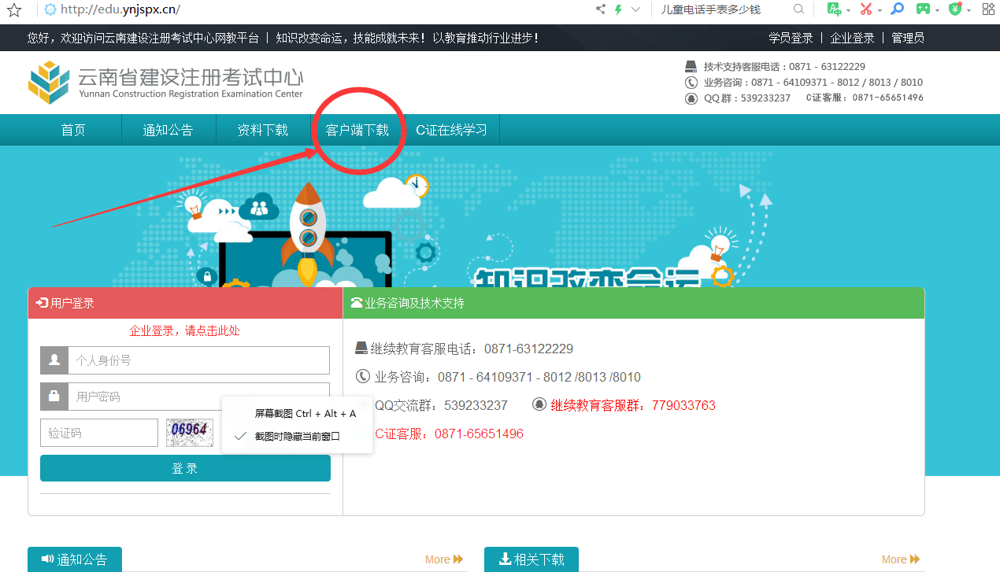 http://edu.ynjspx.cn/
儿童电话手表多少钱
您好，欢迎访问云南建设注册考试中心网教平台 | 知识改变命运，技能成就未来！以教育推动行业进步！
学员登录 | 企业登录 | 管理员
云南省建设注册考试中心
Yunnan Construction Registration Examination Center
技术支持客服电话：0871 - 63122229
业务咨询：0871 - 64109371 - 8012 / 8013 / 8010
QQ群：539233237 C证客服：0871-65651496
首页 通知公告 资料下载 客户端下载 C证在线学习
知识改变命运
用户登录
企业登录，请点击此处
个人身份号
用户密码
验证码 06964
登 录
屏幕截图 Ctrl + Alt + A
截图时隐藏当前窗口
业务咨询及技术支持
继续教育客服电话：0871-63122229
业务咨询：0871 - 64109371 - 8012 /8013 /8010
QQ交流群：539233237 继续教育客服群：779033763
C证客服：0871-65651496
通知公告 More
相关下载 More